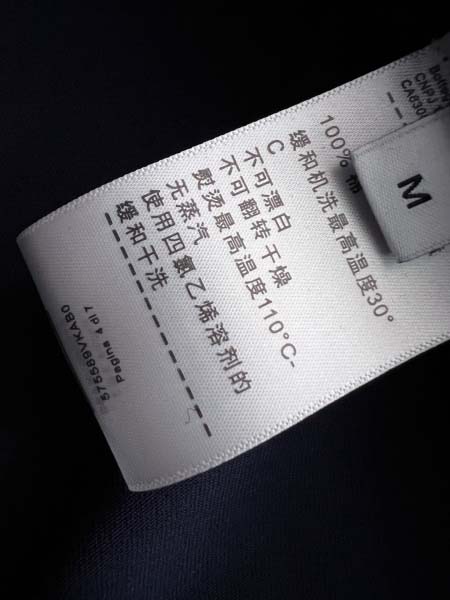 M
CNPJ
100%
缓和机洗最高温度30°
C
不可漂白
不可翻转干燥
熨烫最高温度110°C-
无蒸汽
使用四氯乙烯溶剂的
缓和干洗
575589VKAB0
Pagina 4 di 7